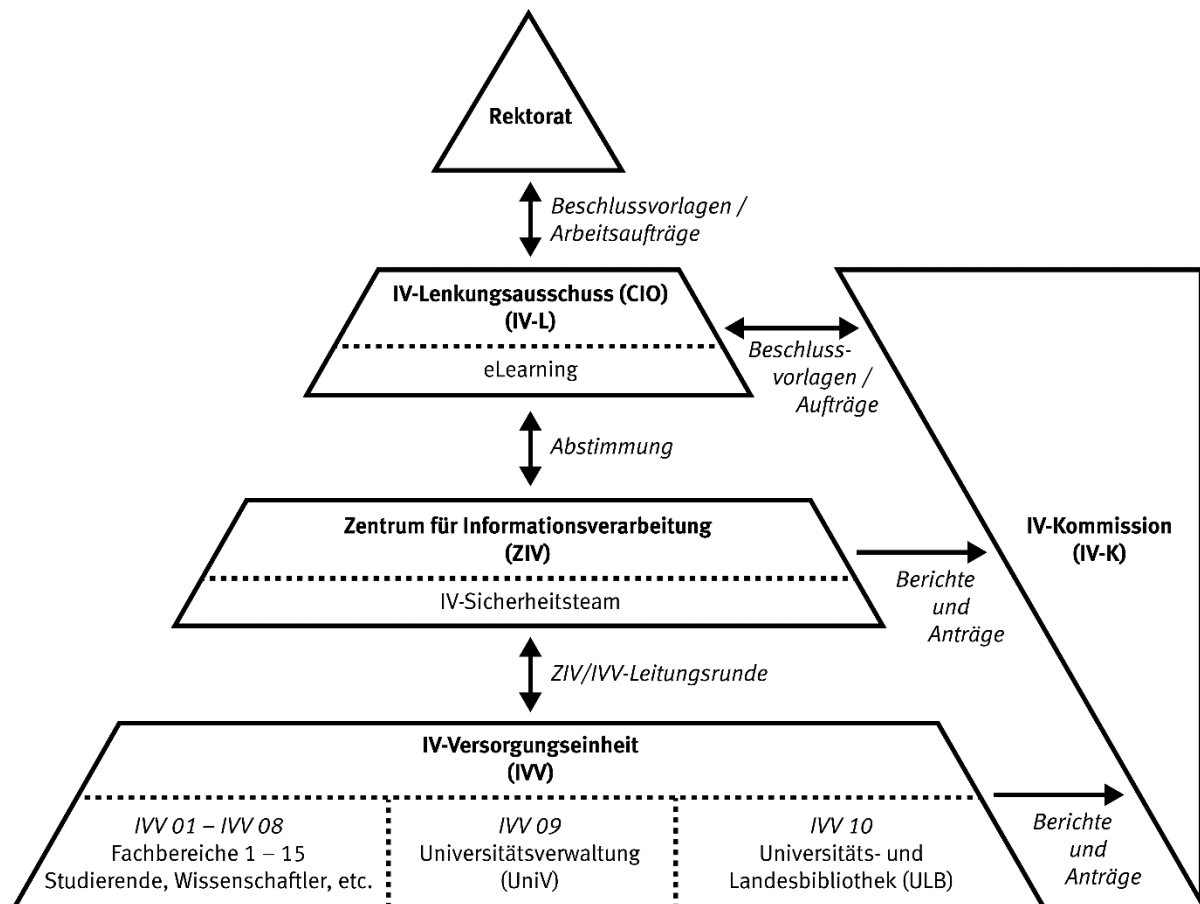 Rektorat
Beschlussvorlagen /
Arbeitsaufträge
IV-Lenkungsausschuss (CIO)
(IV-L)
eLearning
Beschluss-
vorlagen /
Aufträge
Abstimmung
Zentrum für Informationsverarbeitung
(ZIV)
IV-Sicherheitsteam
Berichte
und
Anträge
IV-Kommission
(IV-K)
ZIV/IVV-Leitungsrunde
IV-Versorgungseinheit
(IVV)
IVV 01 – IVV 08
Fachbereiche 1 – 15
Studierende, Wissenschaftler, etc.
IVV 09
Universitätsverwaltung
(UniV)
IVV 10
Universitäts- und
Landesbibliothek (ULB)
Berichte
und
Anträge